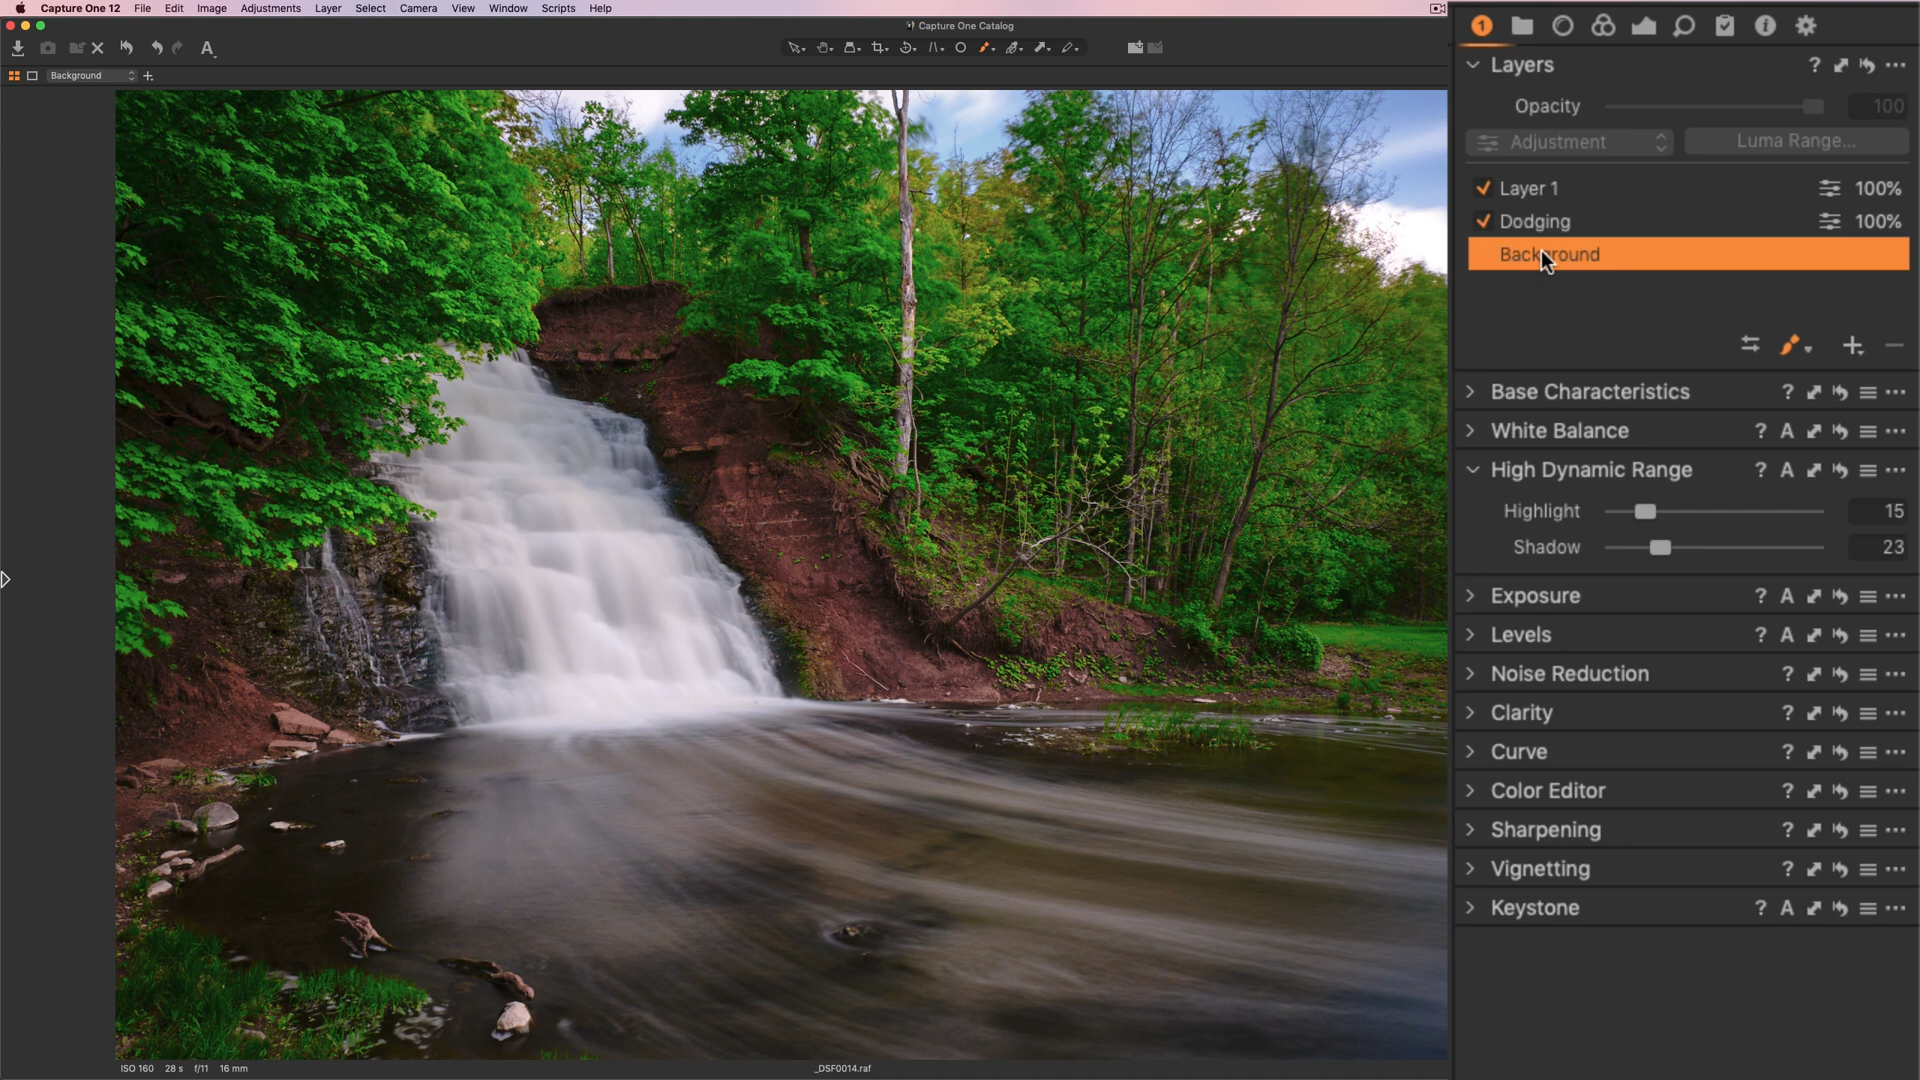 Capture One 12 File Edit Image Adjustments Layer Select Camera View Window Scripts Help
Capture One Catalog
Background
Layers
Opacity 100
Adjustment Luma Range...
Layer 1 100%
Dodging 100%
Background
Base Characteristics ?
White Balance ? A
High Dynamic Range ? A
Highlight 15
Shadow 23
Exposure ? A
Levels ? A
Noise Reduction ?
Clarity ?
Curve ?
Color Editor ?
Sharpening ?
Vignetting ?
Keystone ? A
ISO 160 28 s f/11 16 mm
_DSF0014.raf